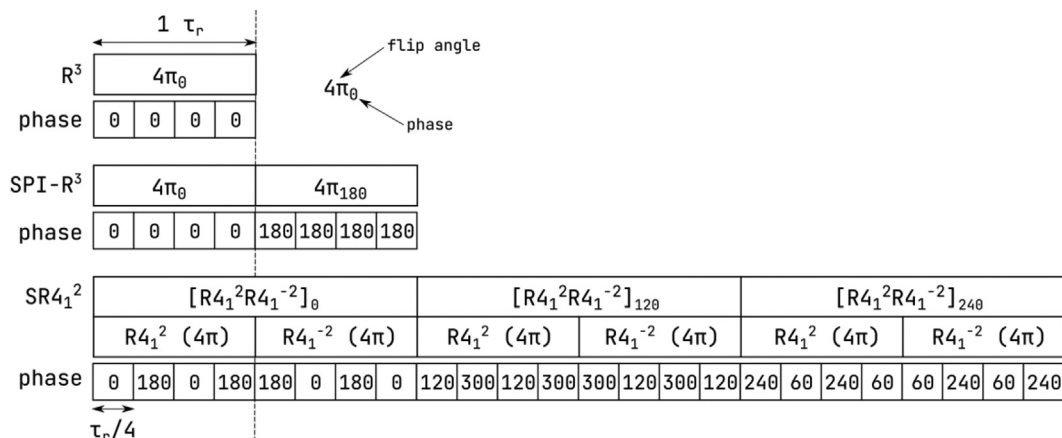 1 τᵣ
flip angle
R³ 4π₀ 4π₀
phase
phase 0 0 0 0
SPI-R³ 4π₀ 4π₁₈₀
phase 0 0 0 0 180 180 180 180
SR4₁² [R4₁²R4₁⁻²]₀ [R4₁²R4₁⁻²]₁₂₀ [R4₁²R4₁⁻²]₂₄₀
R4₁² (4π) R4₁⁻² (4π) R4₁² (4π) R4₁⁻² (4π) R4₁² (4π) R4₁⁻² (4π)
phase 0 180 0 180 180 0 180 0 120 300 120 300 300 120 300 120 240 60 240 60 60 240 60 240
τᵣ/4